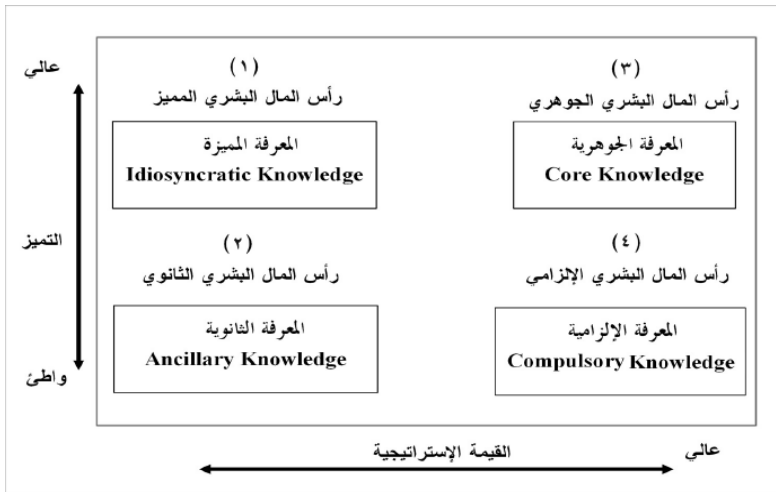 عالي
(١)
رأس المال البشري المميز
المعرفة المميزة
Idiosyncratic Knowledge
(٣)
رأس المال البشري الجوهري
المعرفة الجوهرية
Core Knowledge
التميز
(٢)
رأس المال البشري الثانوي
المعرفة الثانوية
Ancillary Knowledge
(٤)
رأس المال البشري الإلزامي
المعرفة الإلزامية
Compulsory Knowledge
واطئ
القيمة الإستراتيجية
عالي